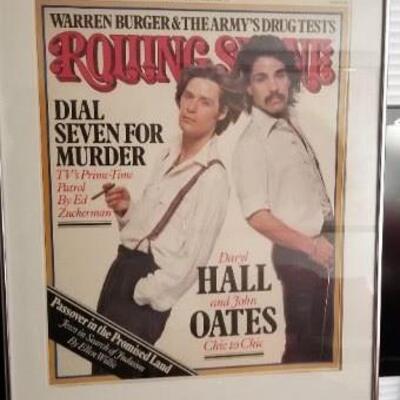 WARREN BURGER & THE ARMY'S DRUG TESTS
ROLLING STONE
DIAL
SEVEN FOR
MURDER
TV's Prime-Time
Patrol
By Ed
Zuckerman
Daryl
HALL
and John
OATES
Chic to Chic
Passover in the Promised Land
Jews in Search of Judaism
By Ellen Willis